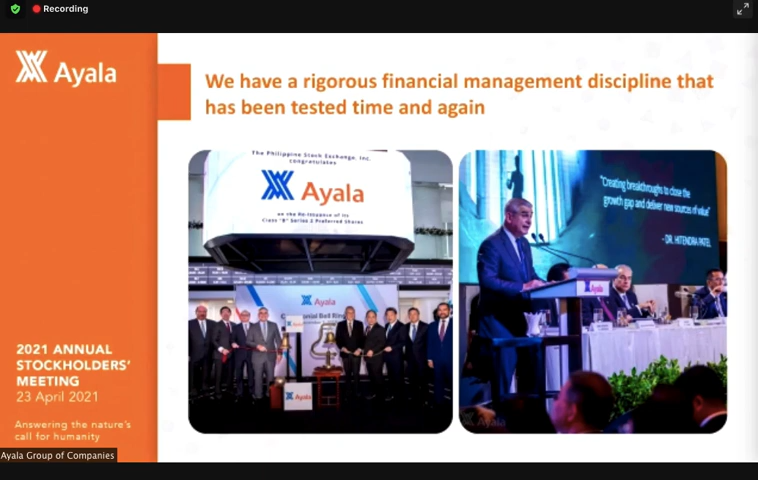 Recording
Ayala
We have a rigorous financial management discipline that
has been tested time and again
The Philippine Stock Exchange, Inc.
congratulates
Ayala
on the Re-Issuance of its
Class "B" Series 2 Preferred Shares
Ayala
Ayala
Ayala
"Creating breakthroughs to close the
growth gap and deliver new sources of value"
- DR. HITENDRA PATEL
Ayala
2021 ANNUAL
STOCKHOLDERS'
MEETING
23 April 2021
Answering the nature's
call for humanity
Ayala
Ayala Group of Companies